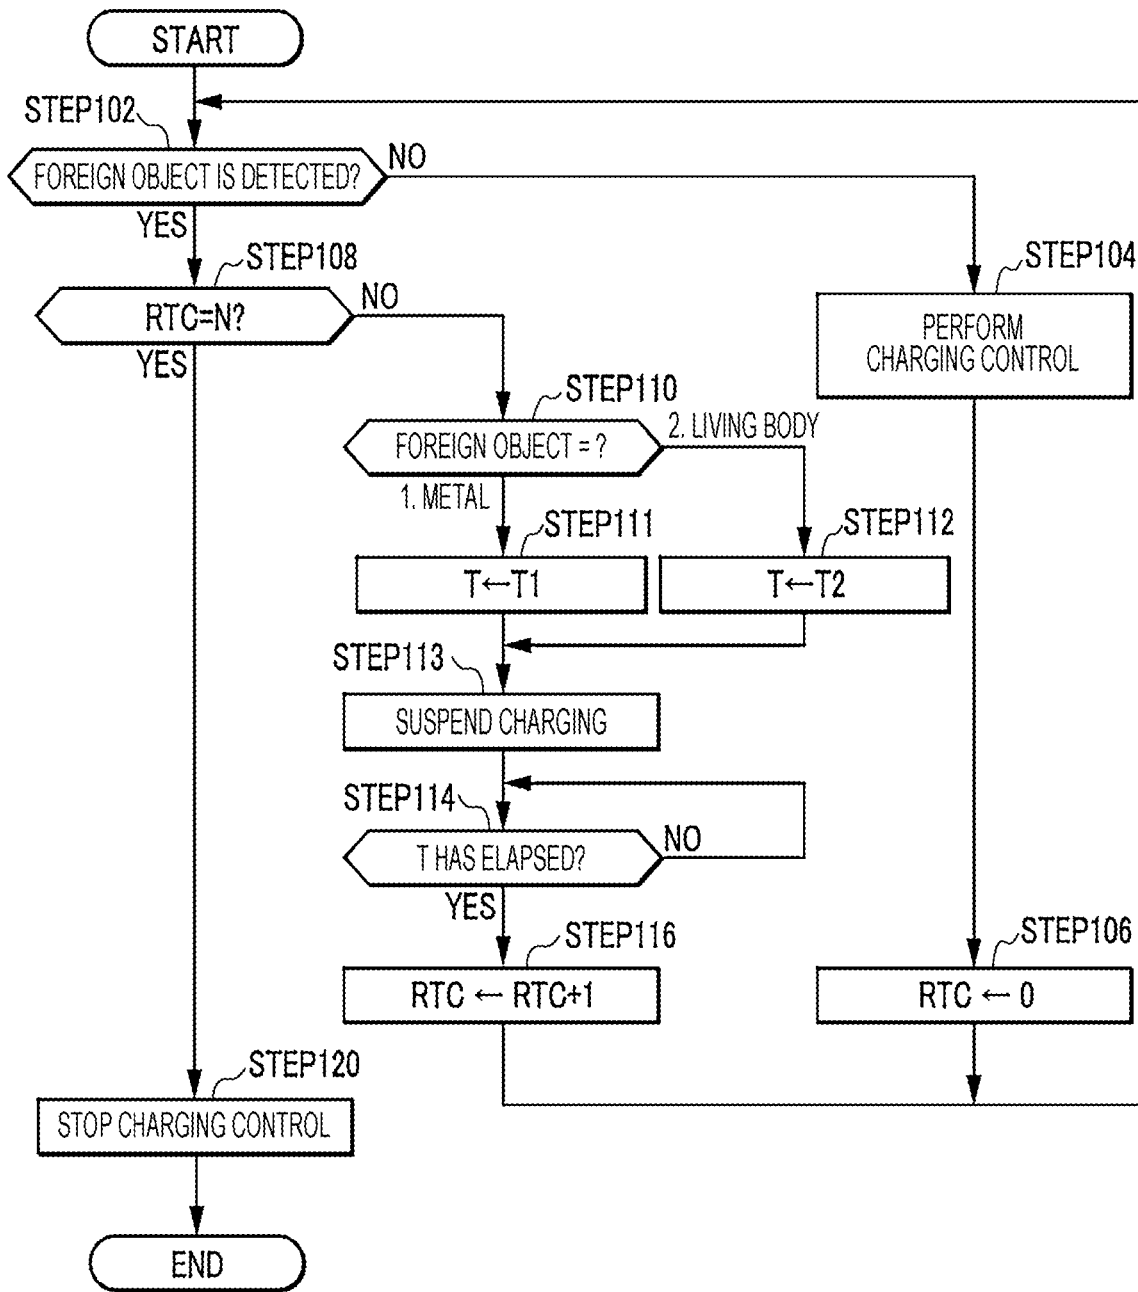 START
STEP102
FOREIGN OBJECT IS DETECTED?
NO
YES
STEP108
RTC=N?
NO
YES
STEP104
PERFORM
CHARGING CONTROL
STEP110
FOREIGN OBJECT = ?
2. LIVING BODY
1. METAL
STEP111
T←T1
STEP112
T←T2
STEP113
SUSPEND CHARGING
STEP114
T HAS ELAPSED?
NO
YES
STEP116
RTC ← RTC+1
STEP106
RTC ← 0
STEP120
STOP CHARGING CONTROL
END